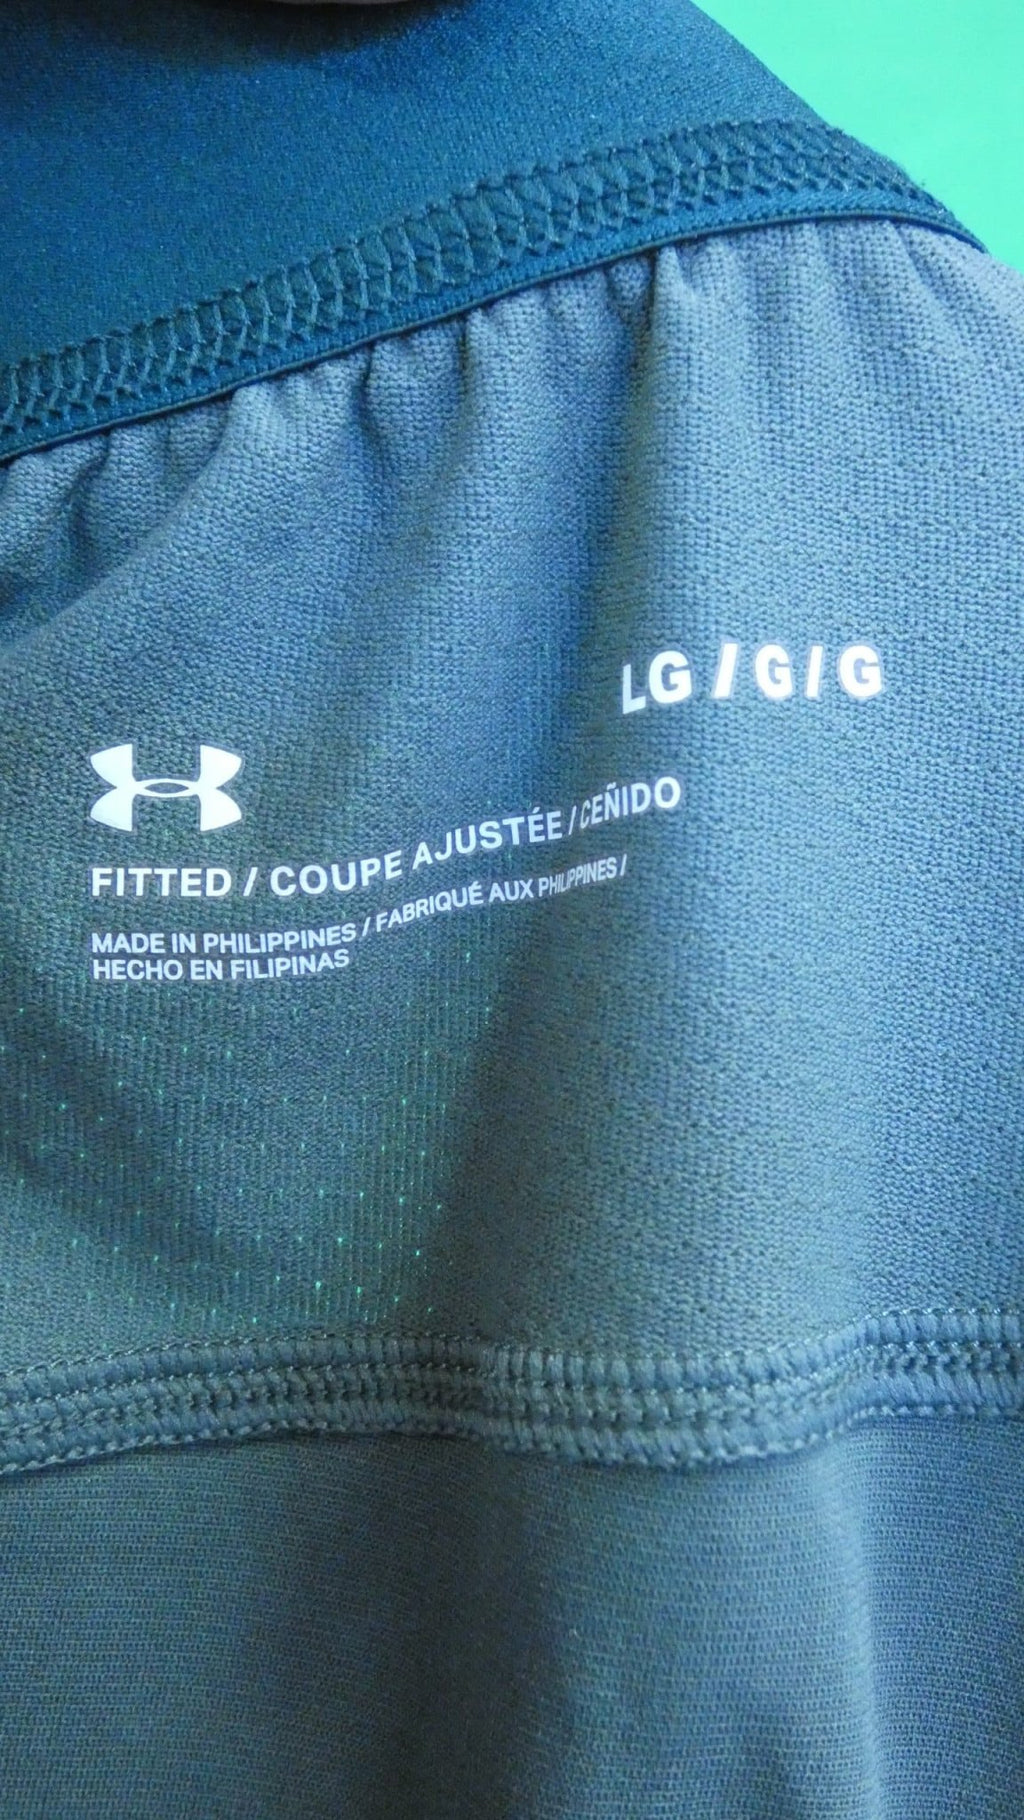 LG / G / G
FITTED / COUPE AJUSTÉE / CEÑIDO
MADE IN PHILIPPINES / FABRIQUÉ AUX PHILIPPINES /
HECHO EN FILIPINAS